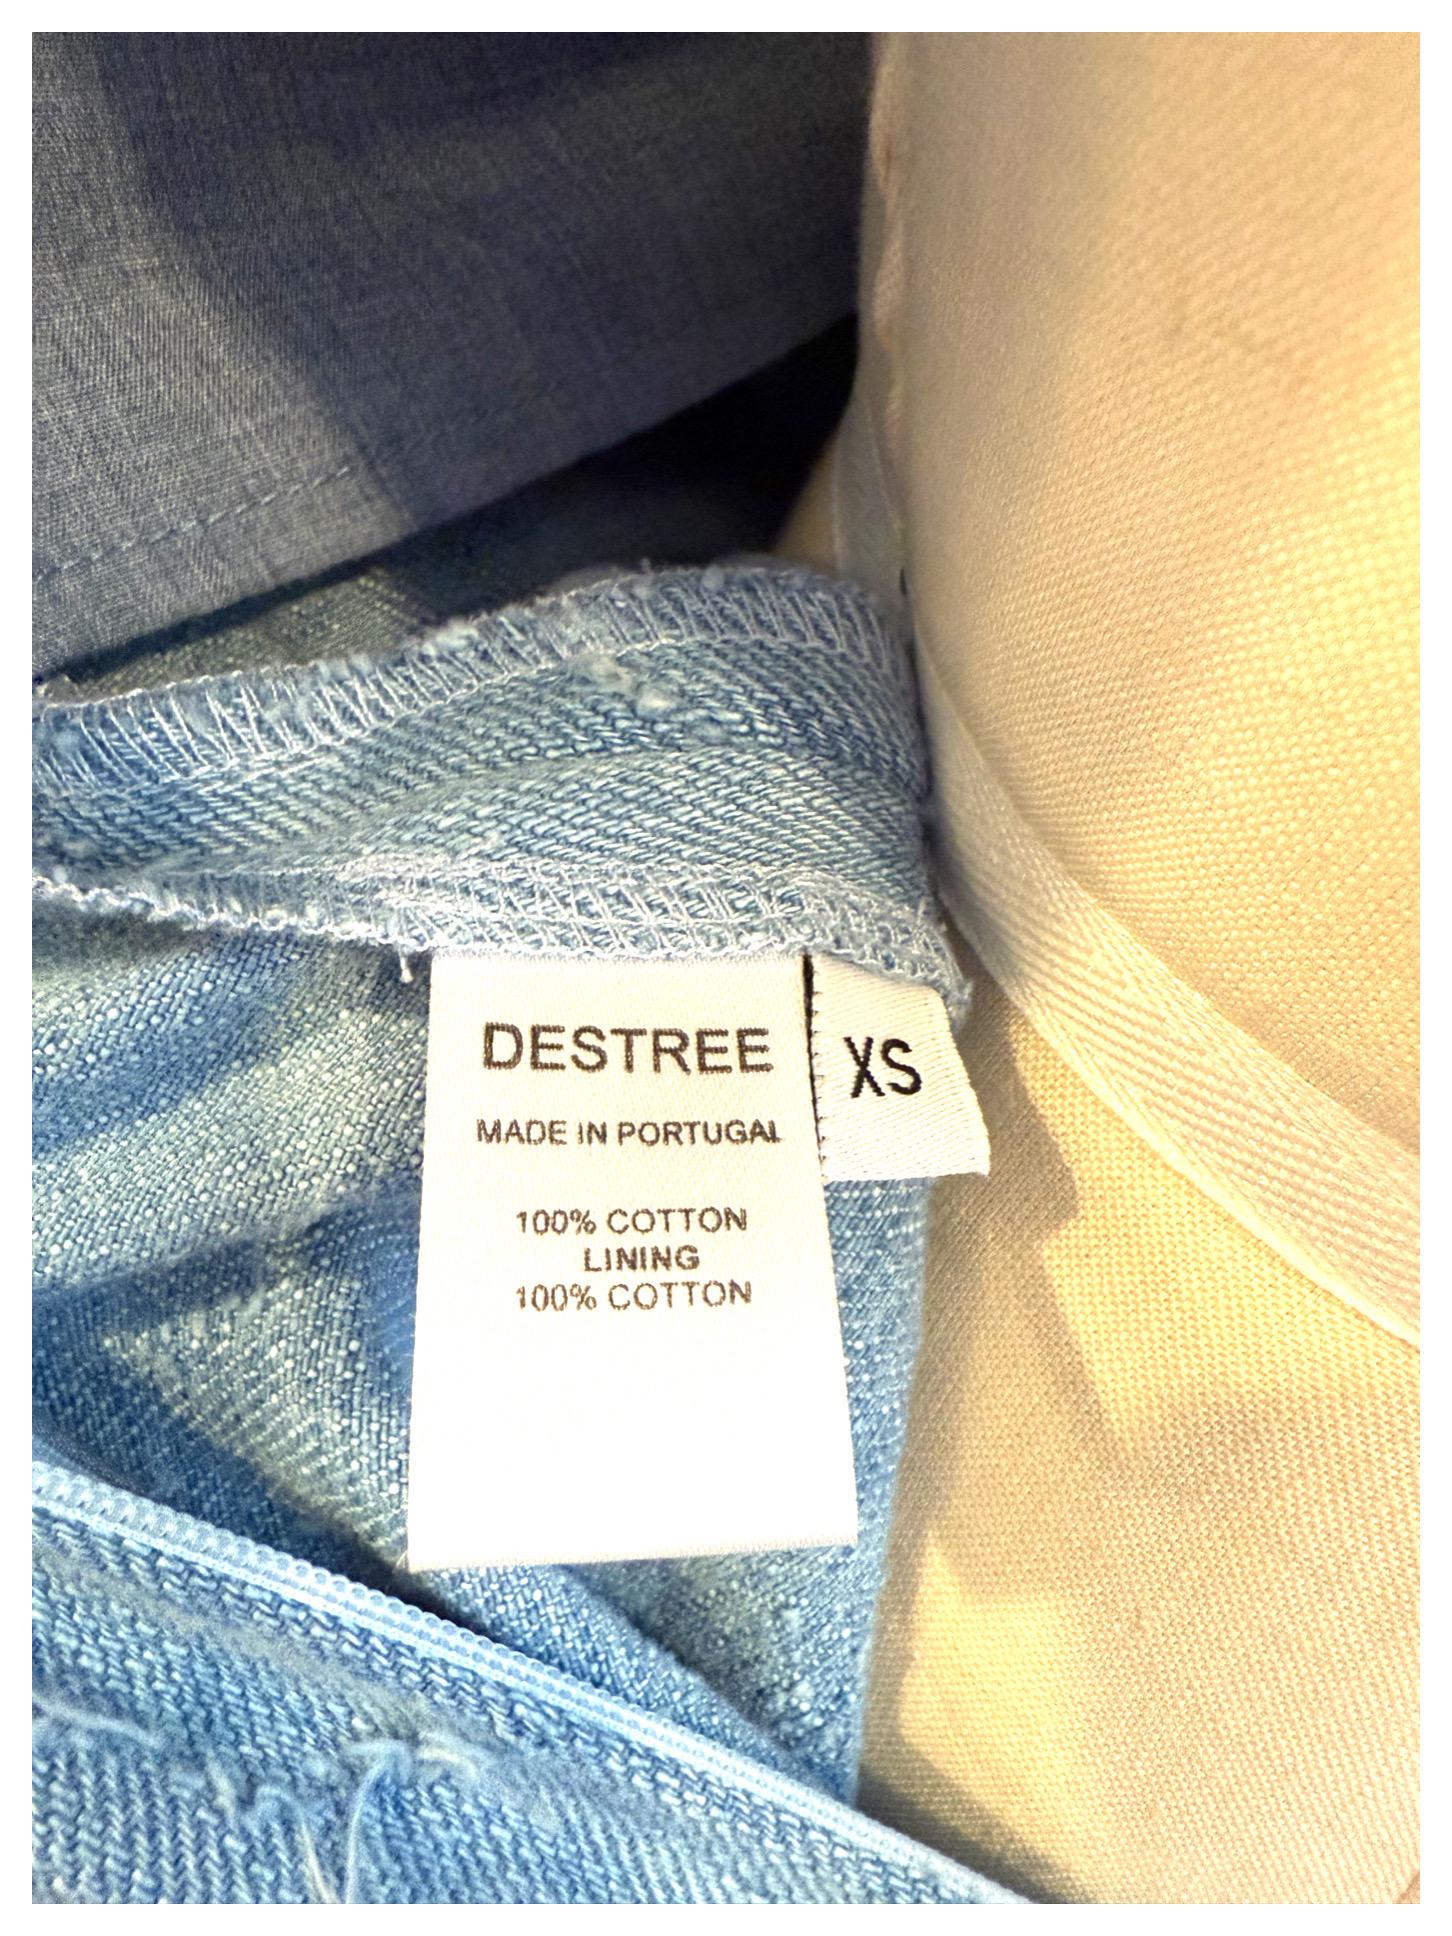 DESTREE
XS
MADE IN PORTUGAL
100% COTTON
LINING
100% COTTON